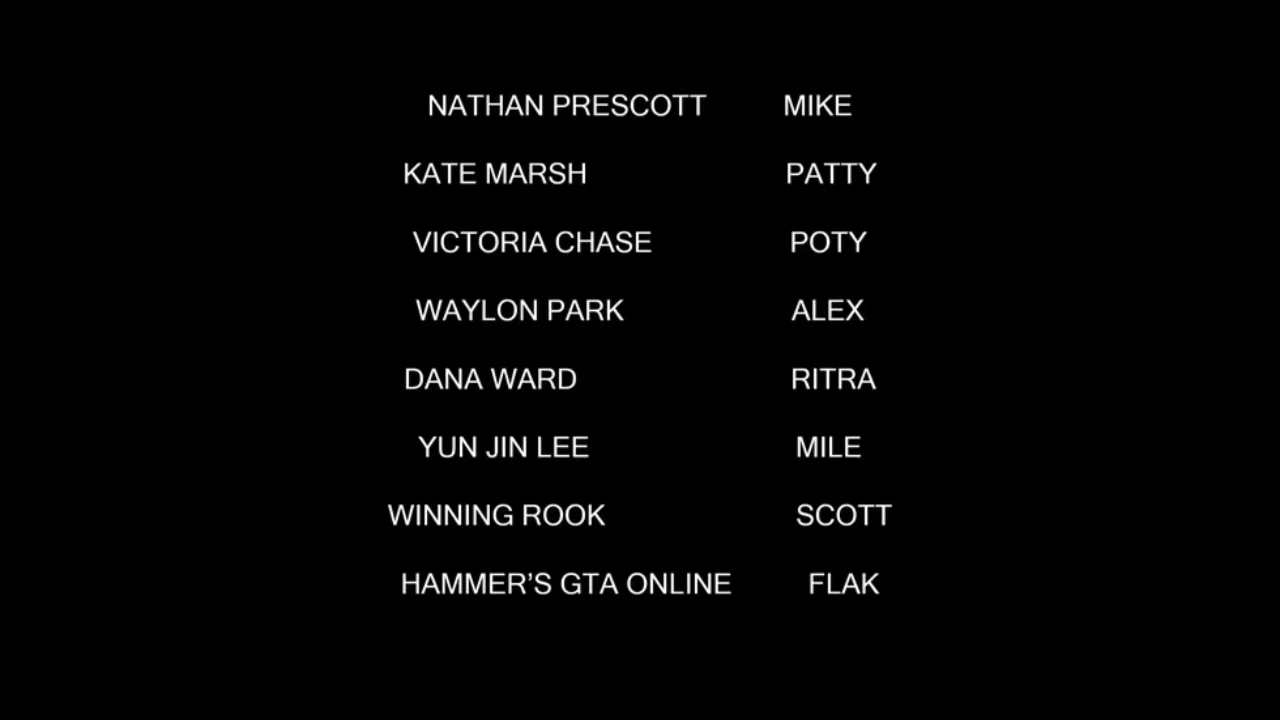 NATHAN PRESCOTT MIKE
KATE MARSH PATTY
VICTORIA CHASE POTY
WAYLON PARK ALEX
DANA WARD RITRA
YUN JIN LEE MILE
WINNING ROOK SCOTT
HAMMER’S GTA ONLINE FLAK